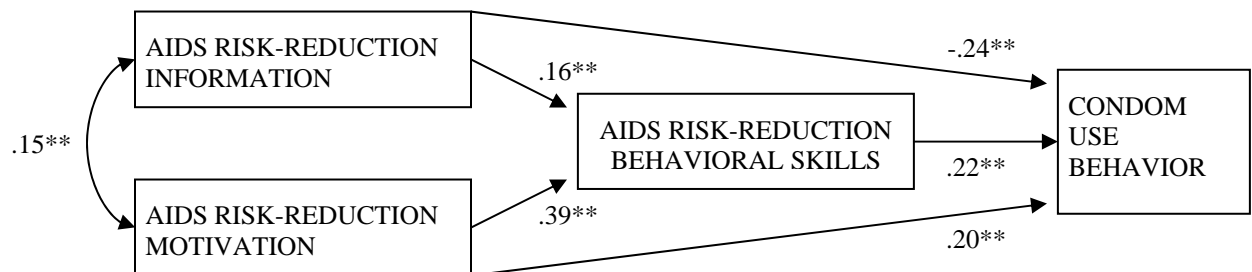 AIDS RISK-REDUCTION
INFORMATION
-.24**
.16**
CONDOM
USE
BEHAVIOR
.15**
AIDS RISK-REDUCTION
BEHAVIORAL SKILLS
.22**
AIDS RISK-REDUCTION
MOTIVATION
.39**
.20**